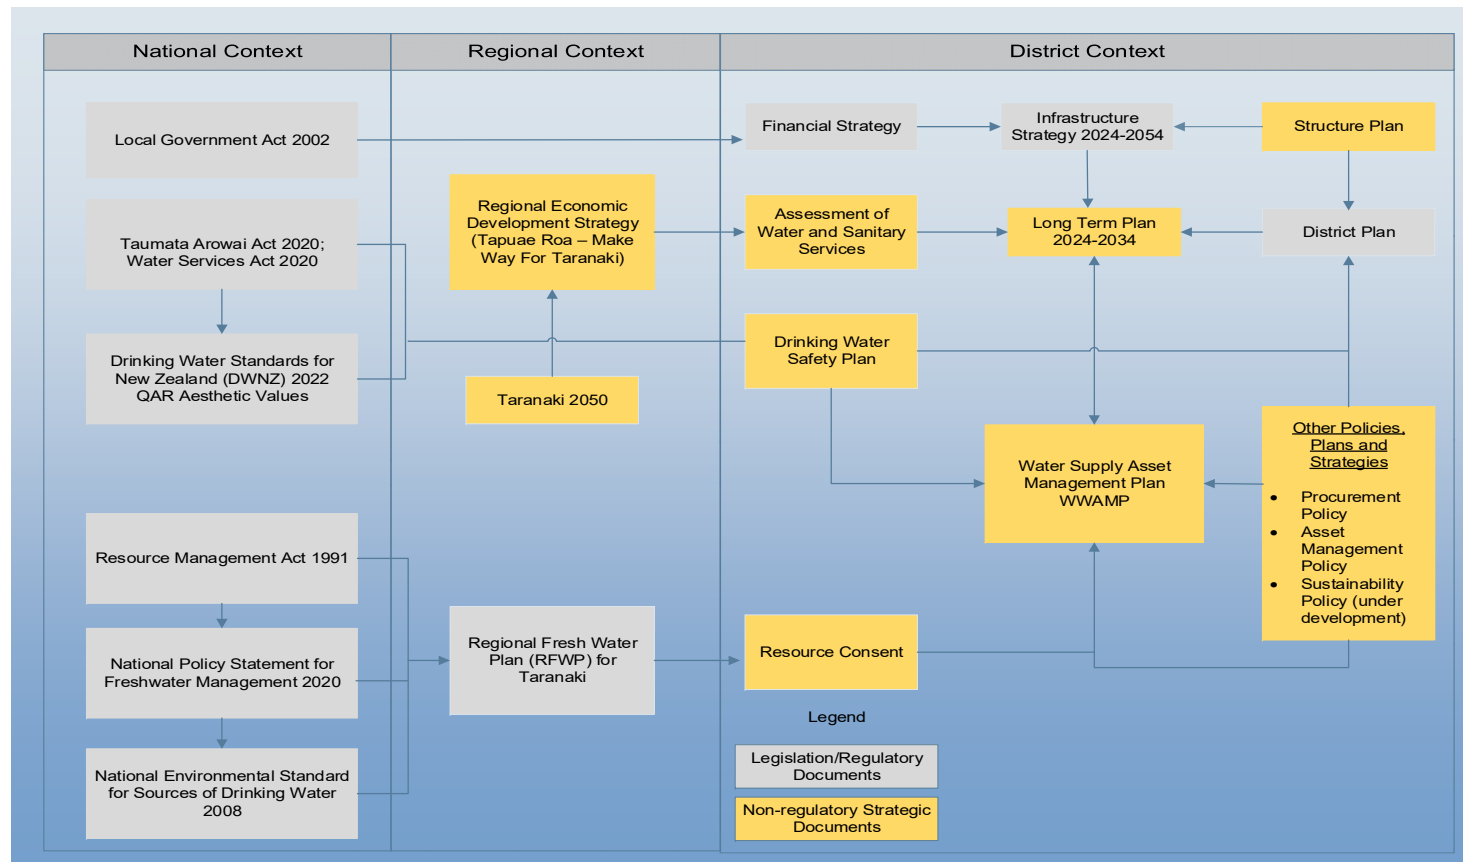 National Context
Regional Context
District Context
Local Government Act 2002
Taumata Arowai Act 2020;
Water Services Act 2020
Drinking Water Standards for
New Zealand (DWNZ) 2022
QAR Aesthetic Values
Resource Management Act 1991
National Policy Statement for
Freshwater Management 2020
National Environmental Standard
for Sources of Drinking Water
2008
Regional Economic
Development Strategy
(Tapuae Roa – Make
Way For Taranaki)
Taranaki 2050
Regional Fresh Water
Plan (RFWP) for
Taranaki
Financial Strategy
Infrastructure
Strategy 2024-2054
Structure Plan
Assessment of
Water and Sanitary
Services
Long Term Plan
2024-2034
District Plan
Drinking Water
Safety Plan
Water Supply Asset
Management Plan
WWAMP
Other Policies,
Plans and
Strategies
• Procurement
Policy
• Asset
Management
Policy
• Sustainability
Policy (under
development)
Resource Consent
Legend
Legislation/Regulatory
Documents
Non-regulatory Strategic
Documents